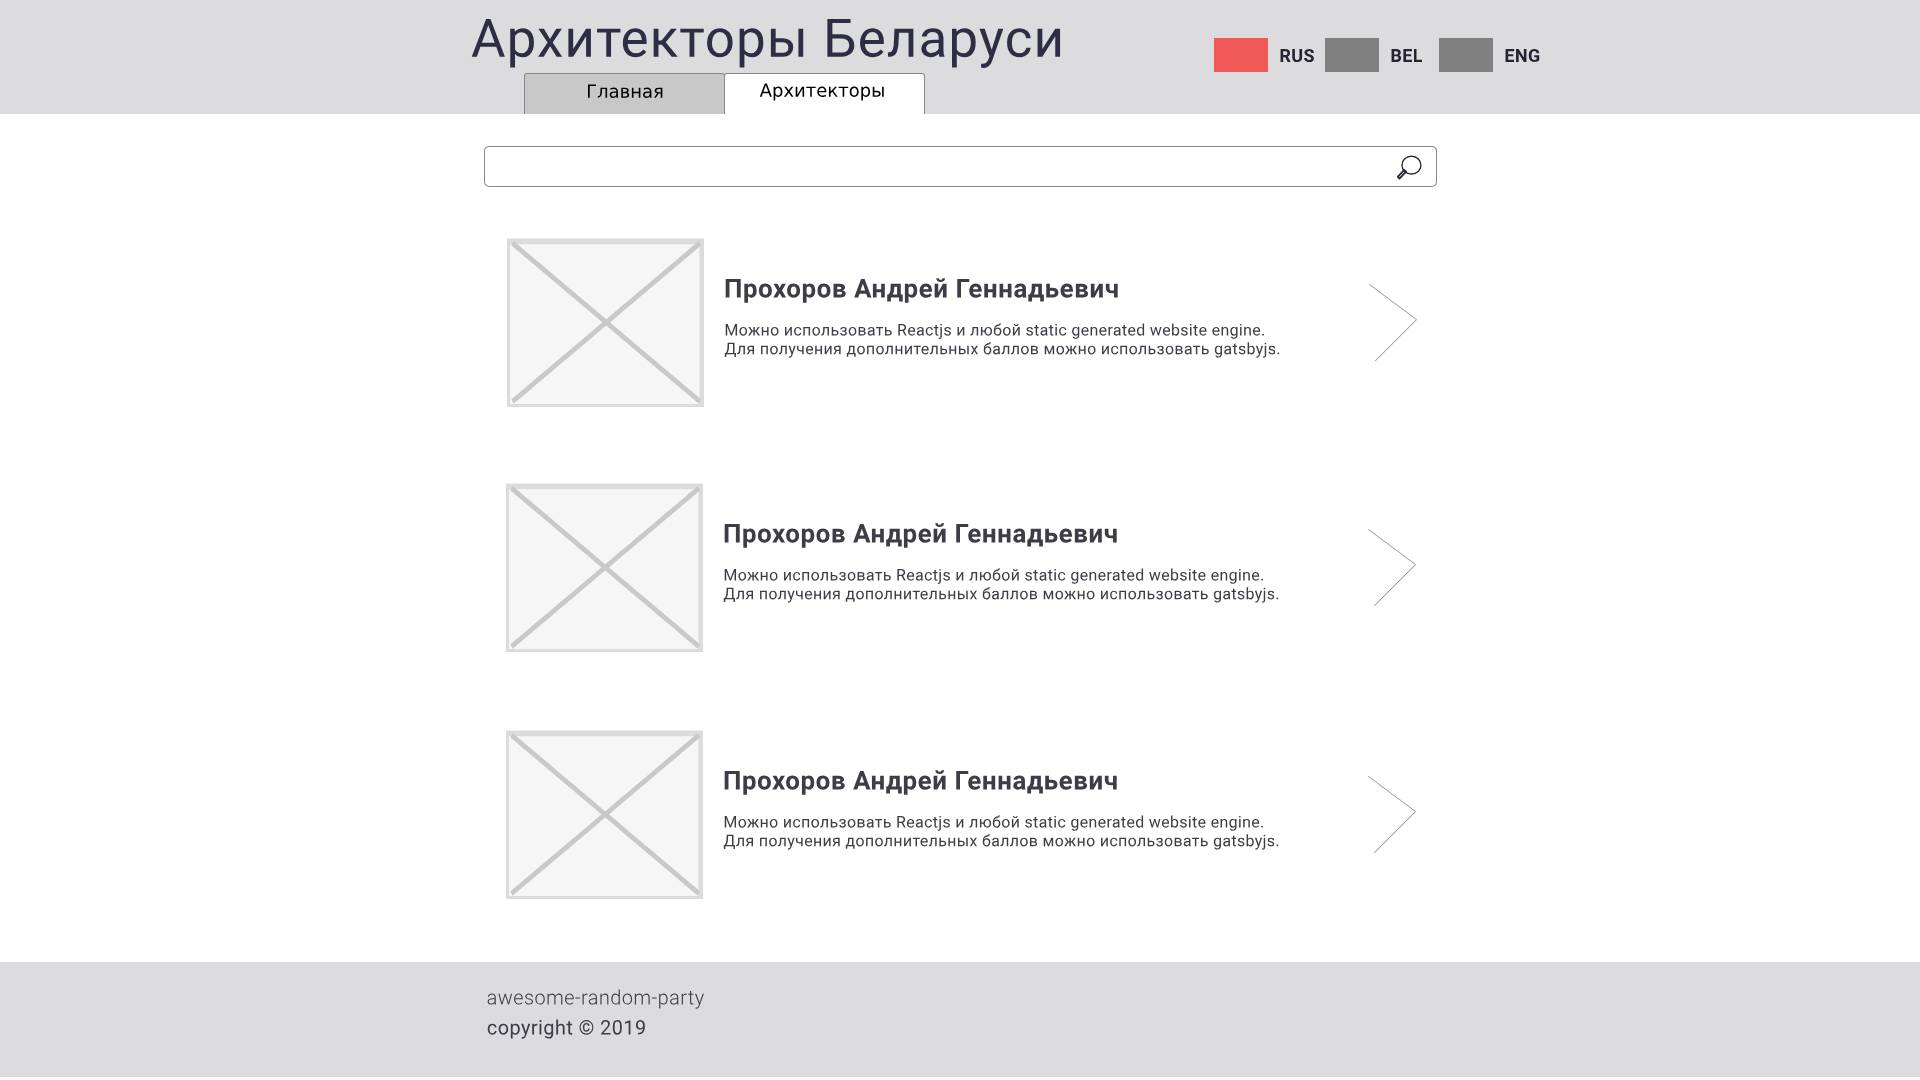 Архитекторы Беларуси
RUS BEL ENG
Главная Архитекторы
Прохоров Андрей Геннадьевич
Можно использовать Reactjs и любой static generated website engine.
Для получения дополнительных баллов можно использовать gatsbyjs.
Прохоров Андрей Геннадьевич
Можно использовать Reactjs и любой static generated website engine.
Для получения дополнительных баллов можно использовать gatsbyjs.
Прохоров Андрей Геннадьевич
Можно использовать Reactjs и любой static generated website engine.
Для получения дополнительных баллов можно использовать gatsbyjs.
awesome-random-party
copyright © 2019